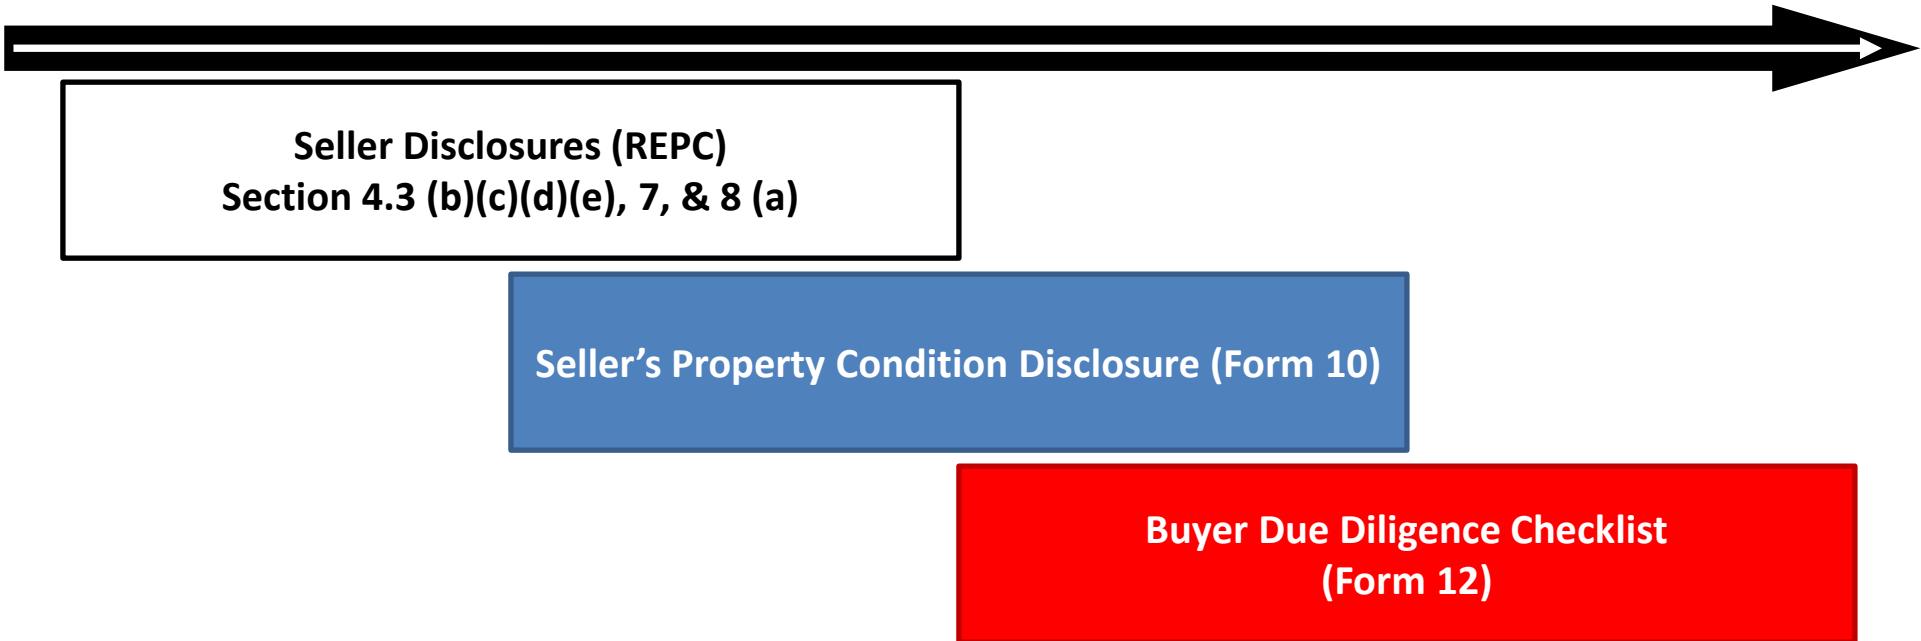 Seller Disclosures (REPC)
Section 4.3 (b)(c)(d)(e), 7, & 8 (a)
Seller’s Property Condition Disclosure (Form 10)
Buyer Due Diligence Checklist
(Form 12)